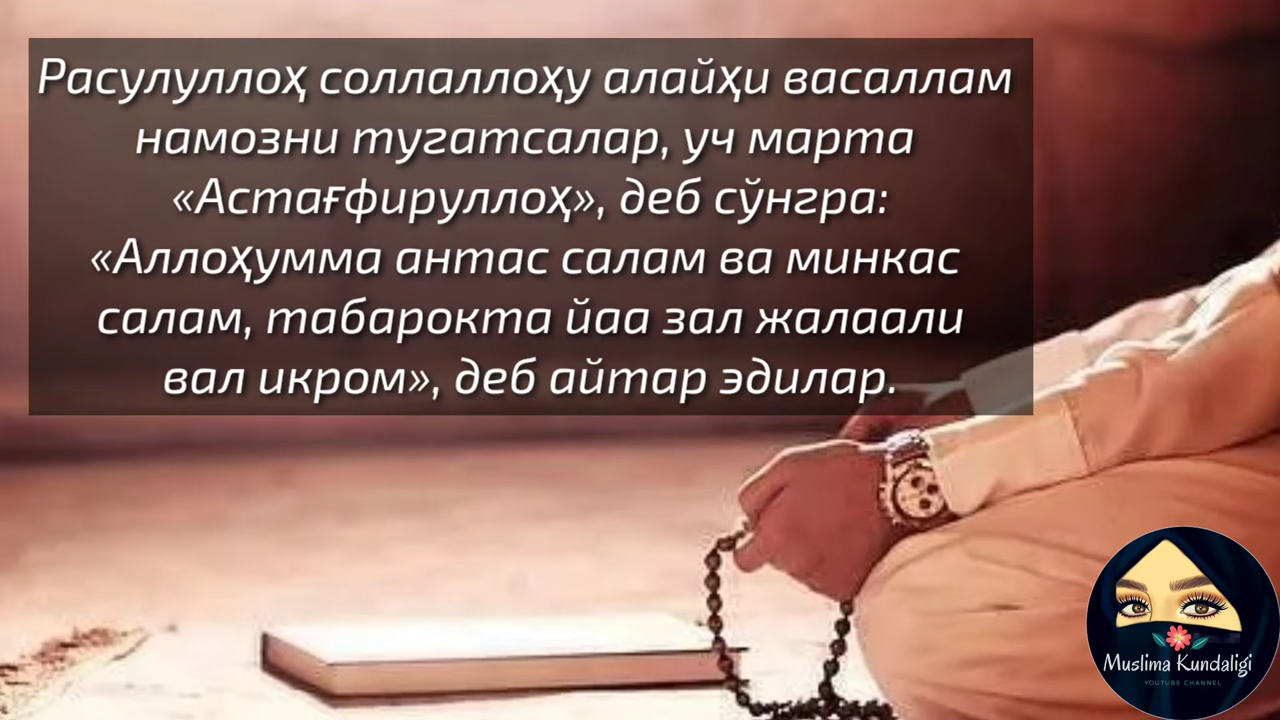 Расулуллоҳ соллаллоҳу алайҳи васаллам
намозни тугатсалар, уч марта
«Астағфируллоҳ», деб сўнгра:
«Аллоҳумма антас салам ва минкас
салам, табарокта йаа зал жалаали
вал икром», деб айтар эдилар.
Muslima Kundaligi
YOUTUBE CHANNEL